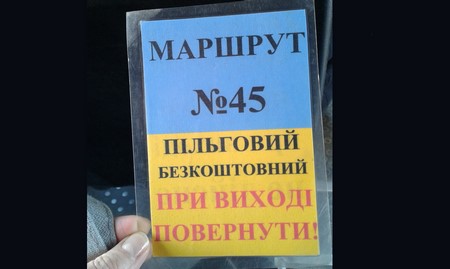 МАРШРУТ
№45
ПІЛЬГОВИЙ
БЕЗКОШТОВНИЙ
ПРИ ВИХОДІ
ПОВЕРНУТИ!